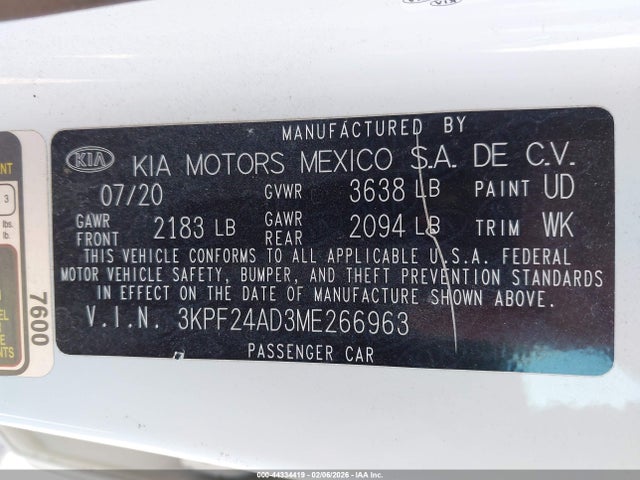 MANUFACTURED BY
KIA KIA MOTORS MEXICO S.A. DE C.V.
07/20 GVWR 3638 LB PAINT UD
GAWR FRONT 2183 LB GAWR REAR 2094 LB TRIM WK
THIS VEHICLE CONFORMS TO ALL APPLICABLE U.S.A. FEDERAL
MOTOR VEHICLE SAFETY, BUMPER, AND THEFT PREVENTION STANDARDS
IN EFFECT ON THE DATE OF MANUFACTURE SHOWN ABOVE.
V.I.N. 3KPF24AD3ME266963
PASSENGER CAR
7600
3
lbs.
lb.
000-44334419 - 02/06/2026 - IAA Inc.